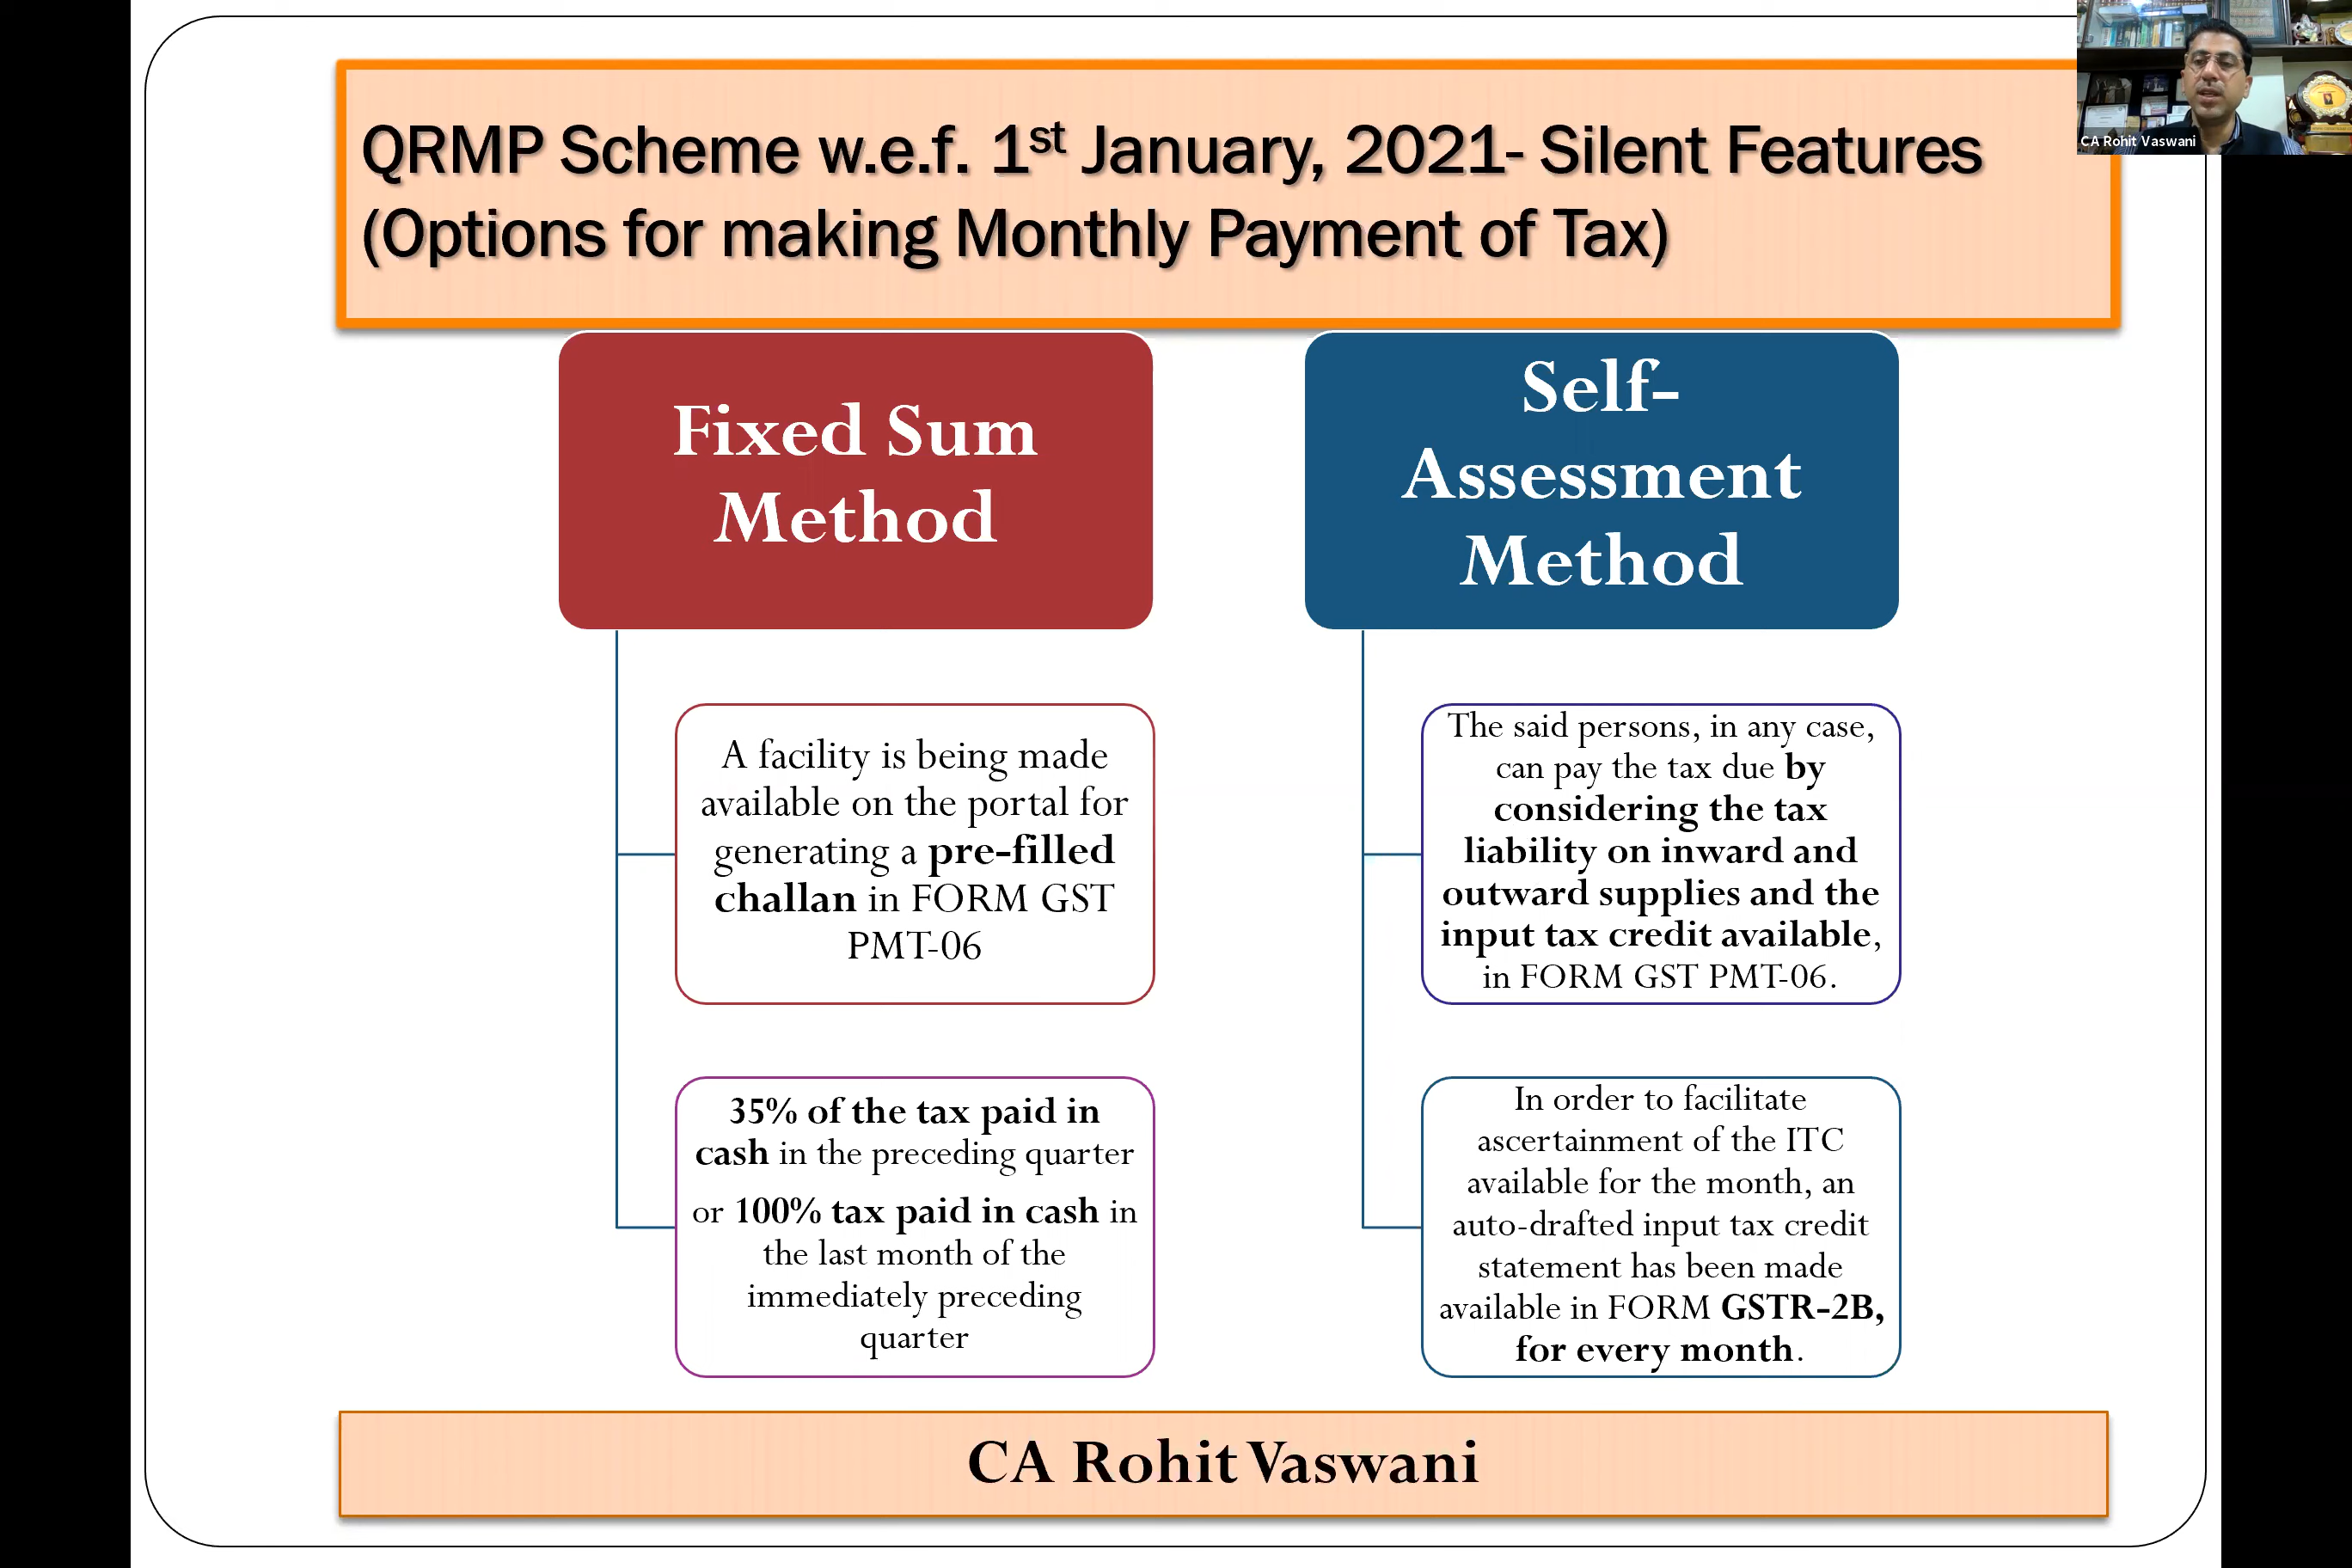 QRMP Scheme w.e.f. 1st January, 2021- Silent Features
(Options for making Monthly Payment of Tax)
CA Rohit Vaswani
Fixed Sum
Method
A facility is being made
available on the portal for
generating a pre-filled
challan in FORM GST
PMT-06
35% of the tax paid in
cash in the preceding quarter
or 100% tax paid in cash in
the last month of the
immediately preceding
quarter
Self-
Assessment
Method
The said persons, in any case,
can pay the tax due by
considering the tax
liability on inward and
outward supplies and the
input tax credit available,
in FORM GST PMT-06.
In order to facilitate
ascertainment of the ITC
available for the month, an
auto-drafted input tax credit
statement has been made
available in FORM GSTR-2B,
for every month.
CA Rohit Vaswani